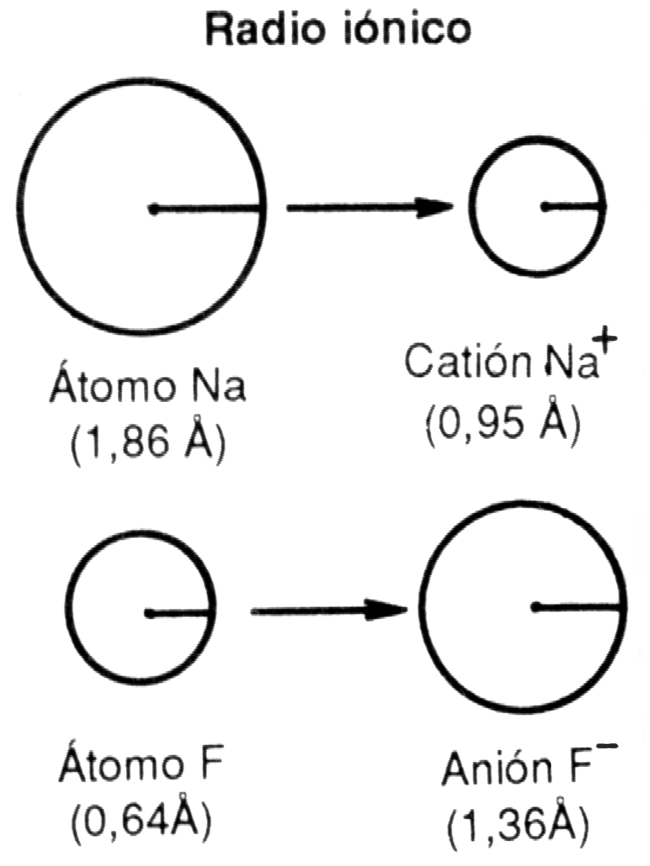 Radio iónico
Átomo Na
(1,86 Å)
Catión Na⁺
(0,95 Å)
Átomo F
(0,64Å)
Anión F⁻
(1,36Å)